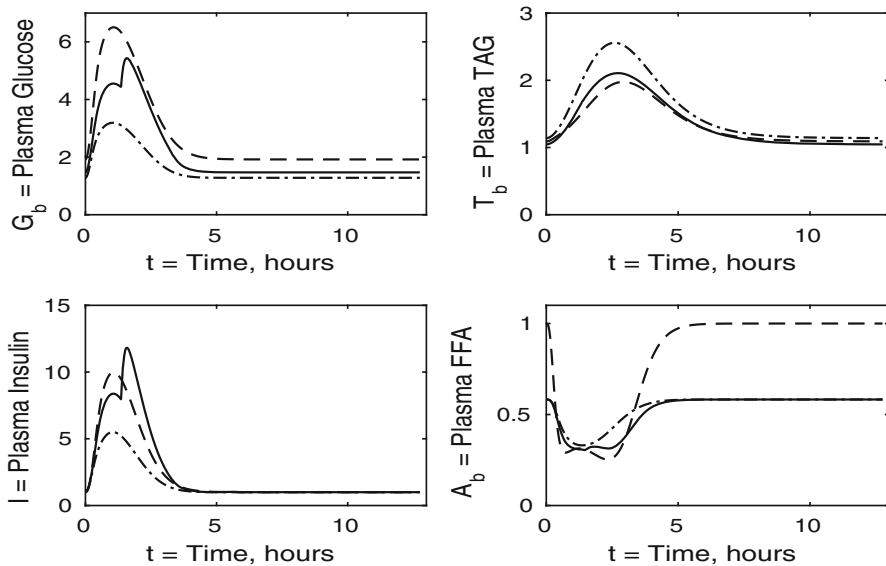 G_b = Plasma Glucose
6
4
2
0
0 5 10
t = Time, hours
T_b = Plasma TAG
3
2
1
0
0 5 10
t = Time, hours
I = Plasma Insulin
15
10
5
0
0 5 10
t = Time, hours
A_b = Plasma FFA
1
0.5
0
0 5 10
t = Time, hours